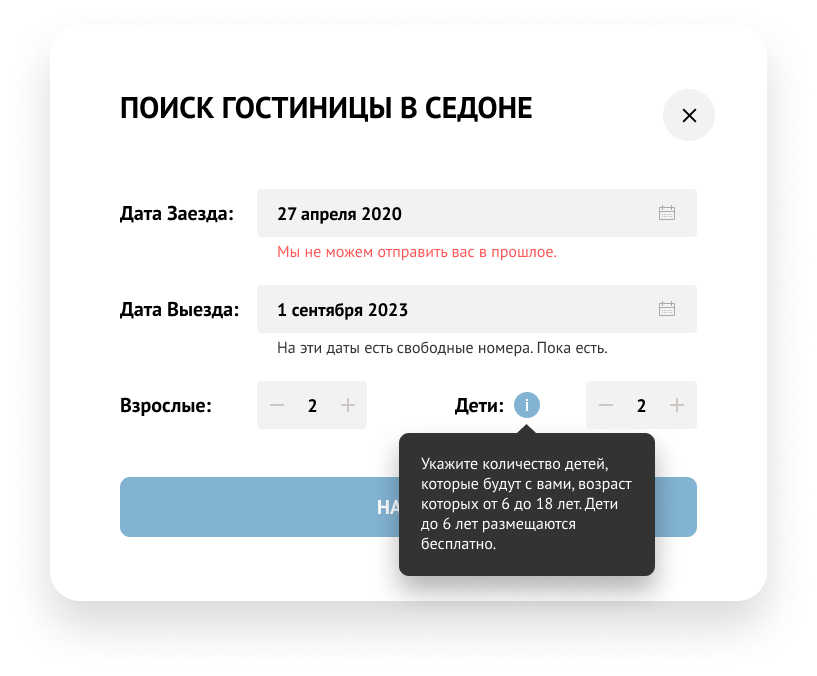 ПОИСК ГОСТИНИЦЫ В СЕДОНЕ
Дата Заезда: 27 апреля 2020
Мы не можем отправить вас в прошлое.
Дата Выезда: 1 сентября 2023
На эти даты есть свободные номера. Пока есть.
Взрослые: − 2 + Дети: i − 2 +
Укажите количество детей,
которые будут с вами, возраст
которых от 6 до 18 лет. Дети
до 6 лет размещаются
бесплатно.